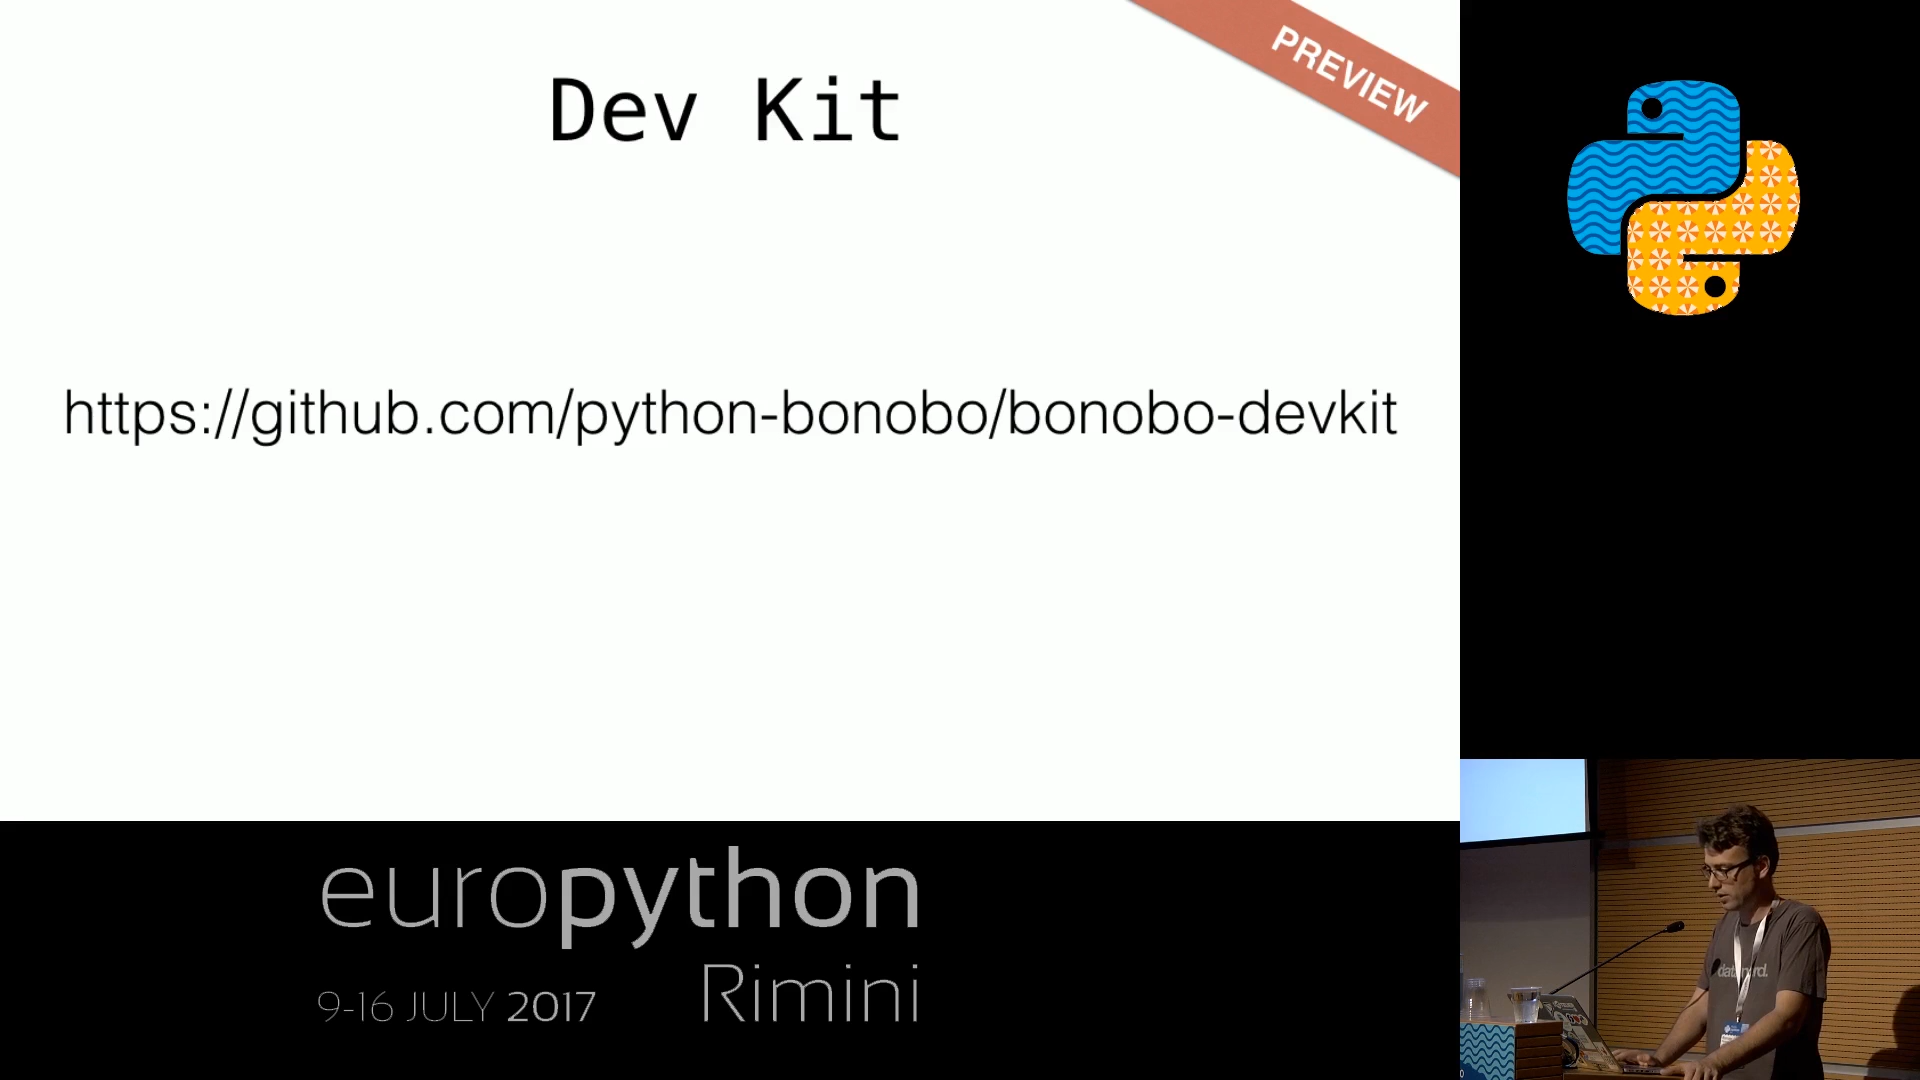 PREVIEW
Dev Kit
https://github.com/python-bonobo/bonobo-devkit
europython
9-16 JULY 2017
Rimini